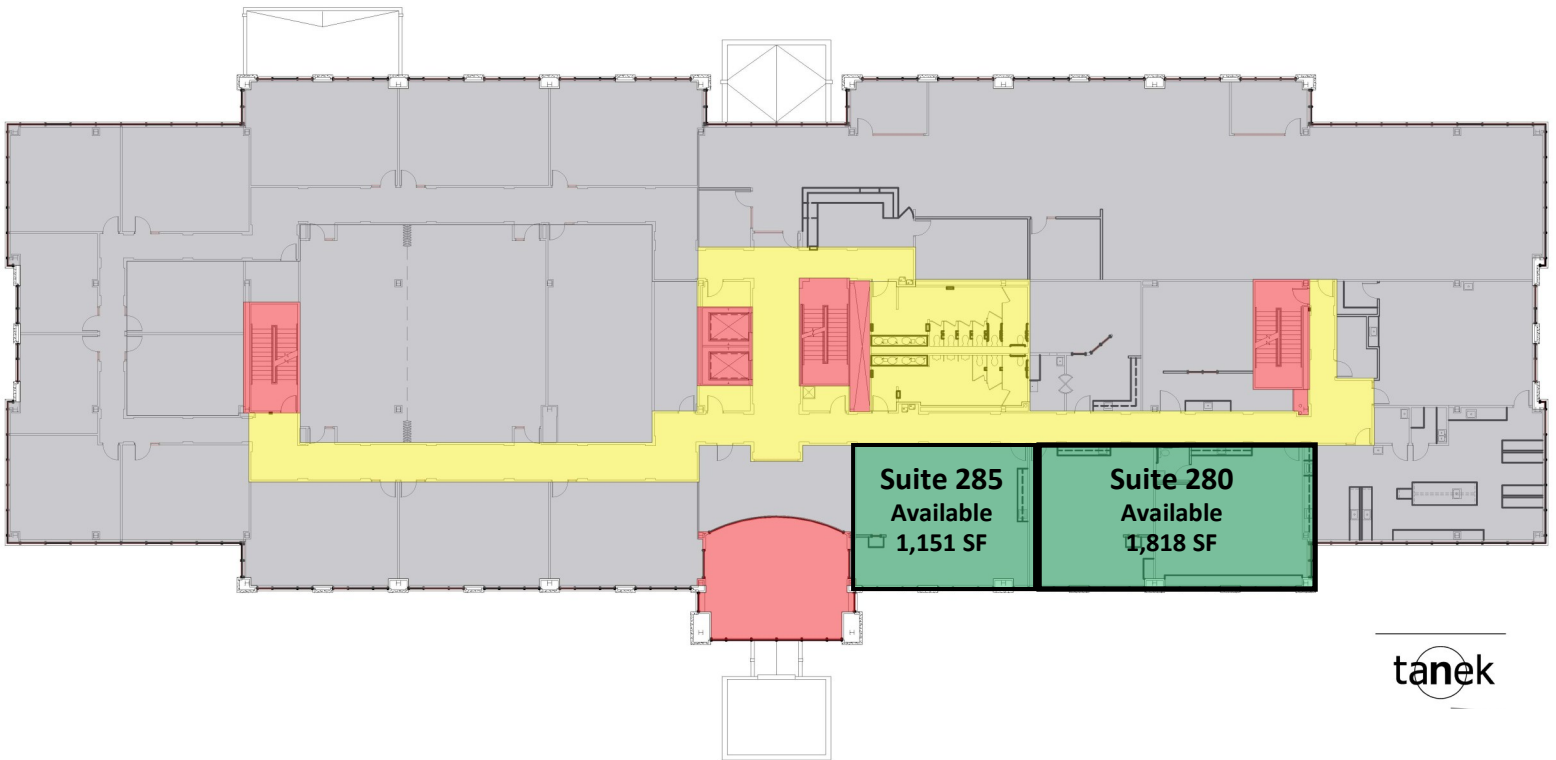 Suite 285
Available
1,151 SF
Suite 280
Available
1,818 SF
tanek